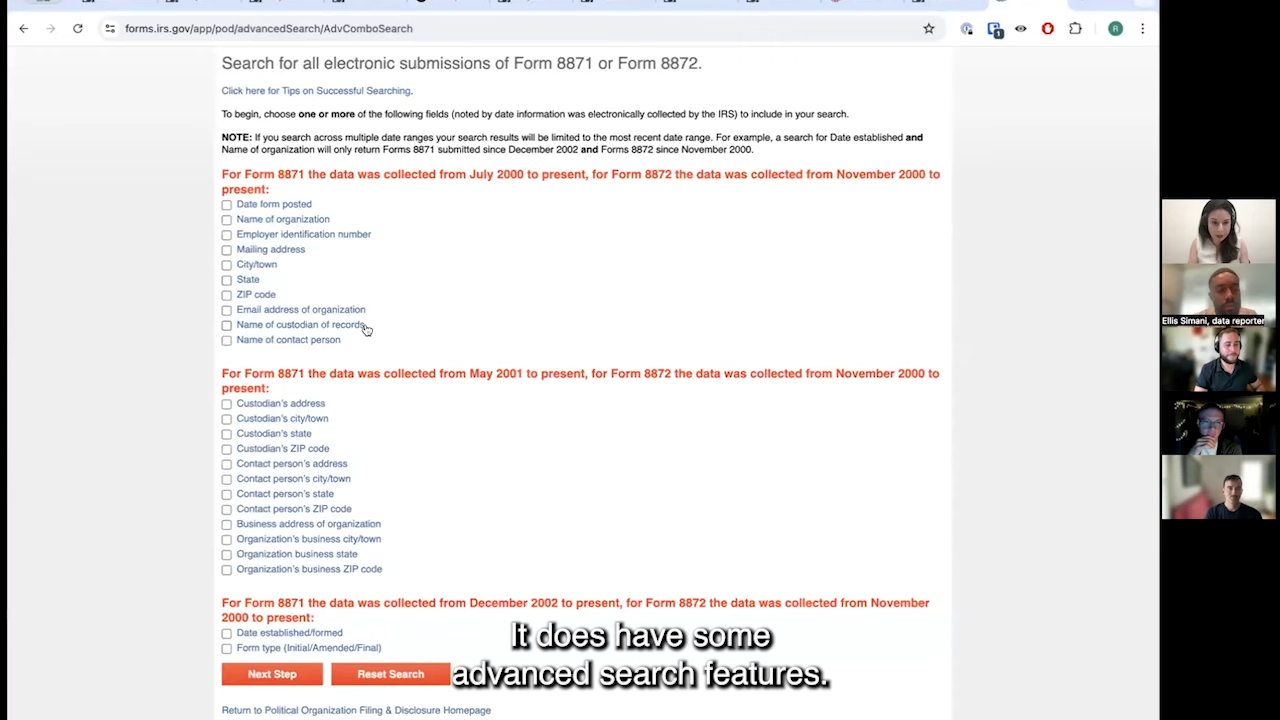 forms.irs.gov/app/pod/advancedSearch/AdvComboSearch
1
R
Search for all electronic submissions of Form 8871 or Form 8872.
Click here for Tips on Successful Searching.
To begin, choose one or more of the following fields (noted by date information was electronically collected by the IRS) to include in your search.
NOTE: If you search across multiple date ranges your search results will be limited to the most recent date range. For example, a search for Date established and
Name of organization will only return Forms 8871 submitted since December 2002 and Forms 8872 since November 2000.
For Form 8871 the data was collected from July 2000 to present, for Form 8872 the data was collected from November 2000 to
present:
Date form posted
Name of organization
Employer identification number
Mailing address
City/town
State
ZIP code
Email address of organization
Name of custodian of records
Name of contact person
For Form 8871 the data was collected from May 2001 to present, for Form 8872 the data was collected from November 2000 to
present:
Custodian's address
Custodian's city/town
Custodian's state
Custodian's ZIP code
Contact person's address
Contact person's city/town
Contact person's state
Contact person's ZIP code
Business address of organization
Organization's business city/town
Organization business state
Organization's business ZIP code
For Form 8871 the data was collected from December 2002 to present, for Form 8872 the data was collected from November
2000 to present:
Date established/formed
Form type (Initial/Amended/Final)
Next Step
Reset Search
Return to Political Organization Filing & Disclosure Homepage
It does have some
advanced search features.
Ellis Simani, data reporter